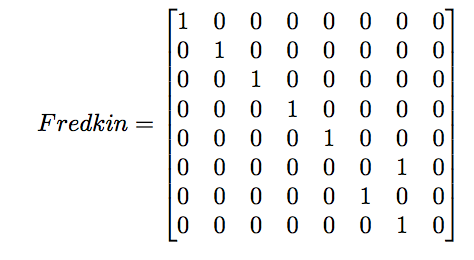 1 0 0 0 0 0 0 0
0 1 0 0 0 0 0 0
0 0 1 0 0 0 0 0
0 0 0 1 0 0 0 0
Fredkin =
0 0 0 0 1 0 0 0
0 0 0 0 0 0 1 0
0 0 0 0 0 1 0 0
0 0 0 0 0 0 1 0